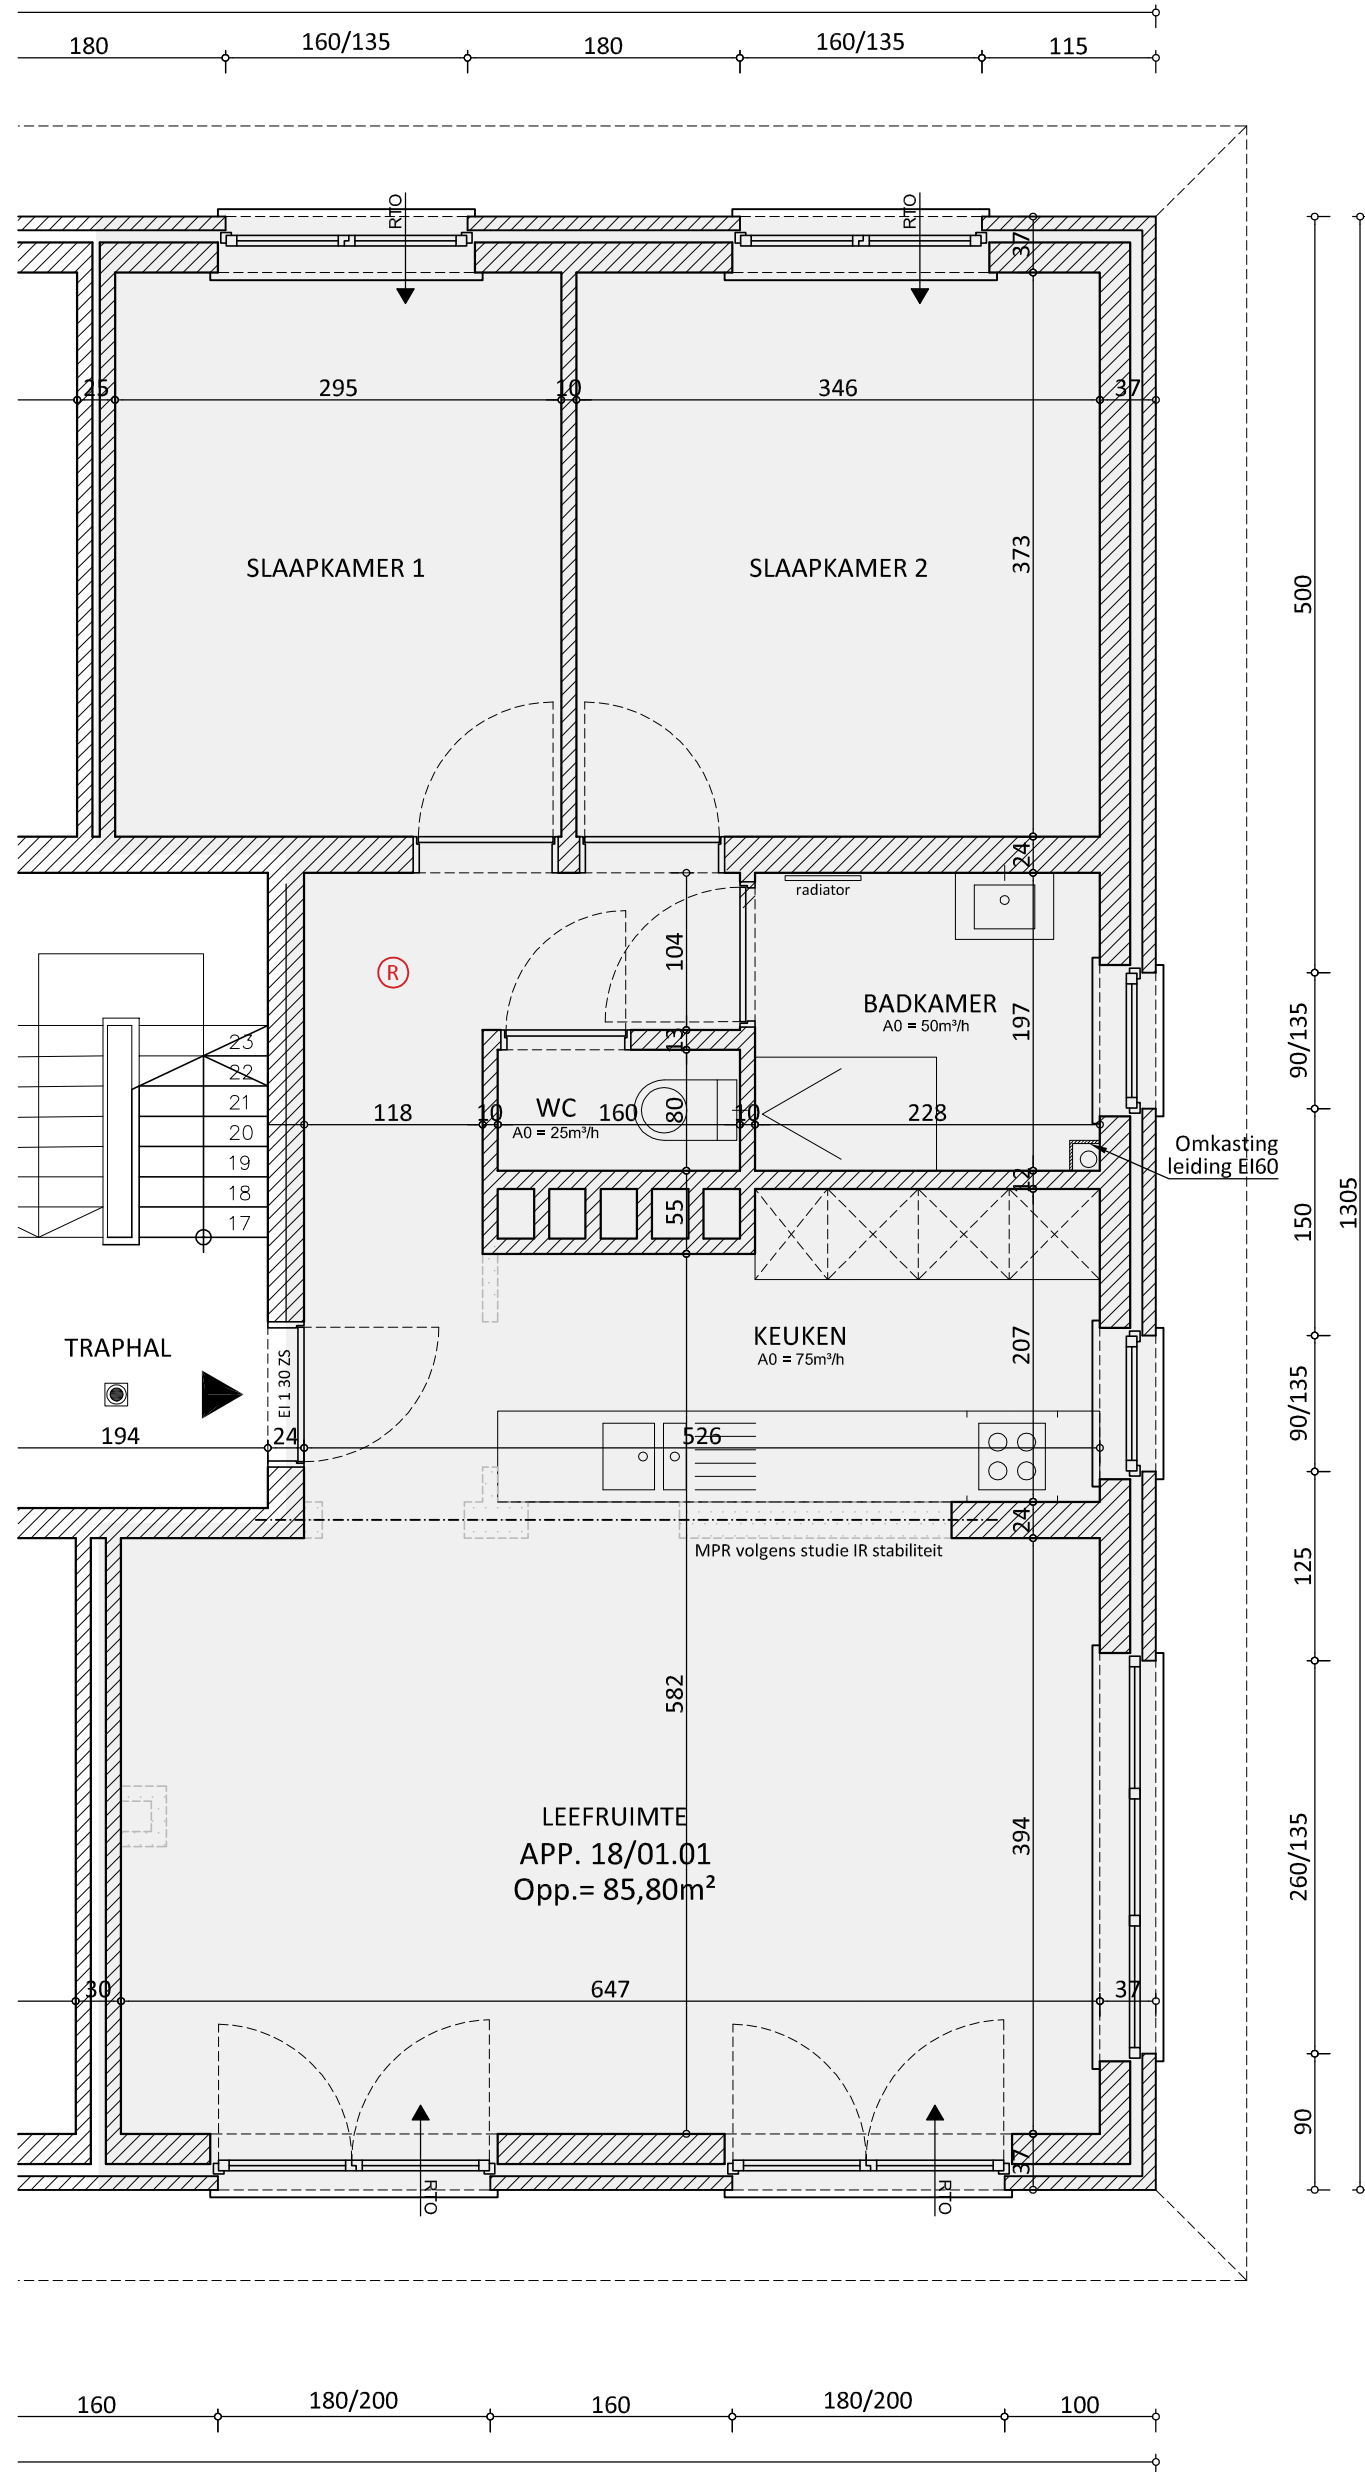 180
160/135
180
160/135
115
RTO
RTO
37
25
295
10
346
37
373
500
SLAAPKAMER 1
SLAAPKAMER 2
24
radiator
104
R
BADKAMER
A0 = 50m³/h
197
90/135
13
23
22
21
20
19
18
17
118
10
WC
A0 = 25m³/h
160
80
10
228
Omkasting
leiding EI60
12
55
150
1305
TRAPHAL
EI 1 30 ZS
KEUKEN
A0 = 75m³/h
207
90/135
194
24
526
24
MPR volgens studie IR stabiliteit
125
582
LEEFRUIMTE
APP. 18/01.01
Opp.= 85,80m²
394
260/135
30
647
37
90
37
RTO
RTO
160
180/200
160
180/200
100